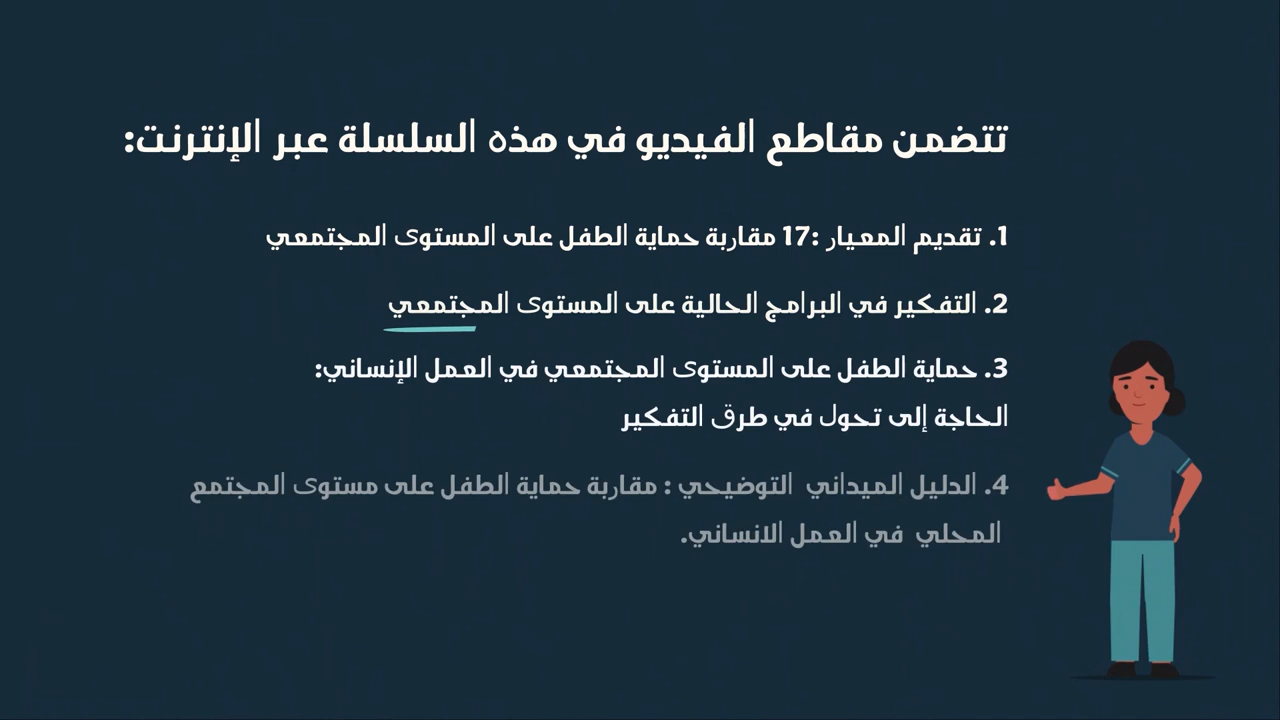 تتضمن مقاطع الفيديو في هذه السلسلة عبر الإنترنت:
1. تقديم المعيار :17 مقاربة حماية الطفل على المستوى المجتمعي
2. التفكير في البرامج الحالية على المستوى المجتمعي
3. حماية الطفل على المستوى المجتمعي في العمل الإنساني:
الحاجة إلى تحول في طرق التفكير
4. الدليل الميداني التوضيحي : مقاربة حماية الطفل على مستوى المجتمع
المحلي في العمل الانساني.